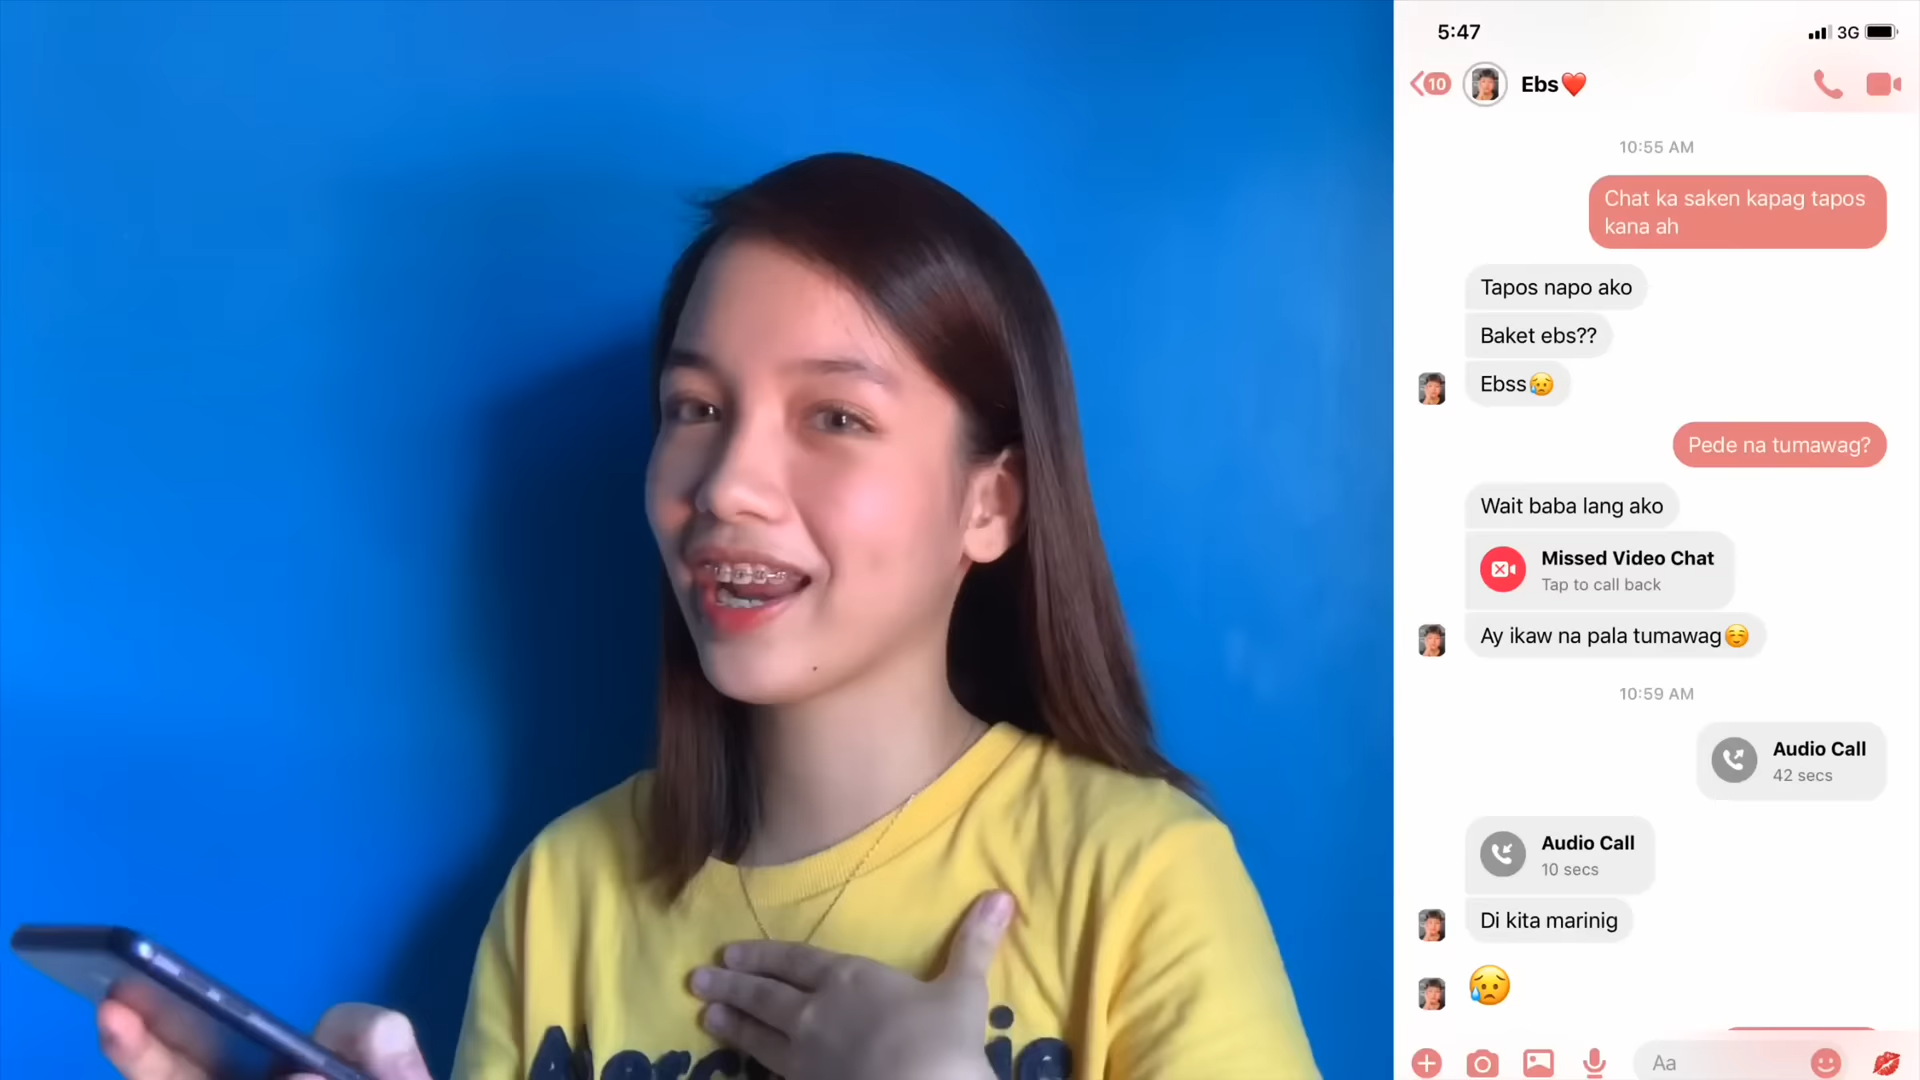 5:47
3G
10
Ebs❤️
10:55 AM
Chat ka saken kapag tapos
kana ah
Tapos napo ako
Baket ebs??
Ebss😥
Pede na tumawag?
Wait baba lang ako
Missed Video Chat
Tap to call back
Ay ikaw na pala tumawag☺️
10:59 AM
Audio Call
42 secs
Audio Call
10 secs
Di kita marinig
😥
Aa